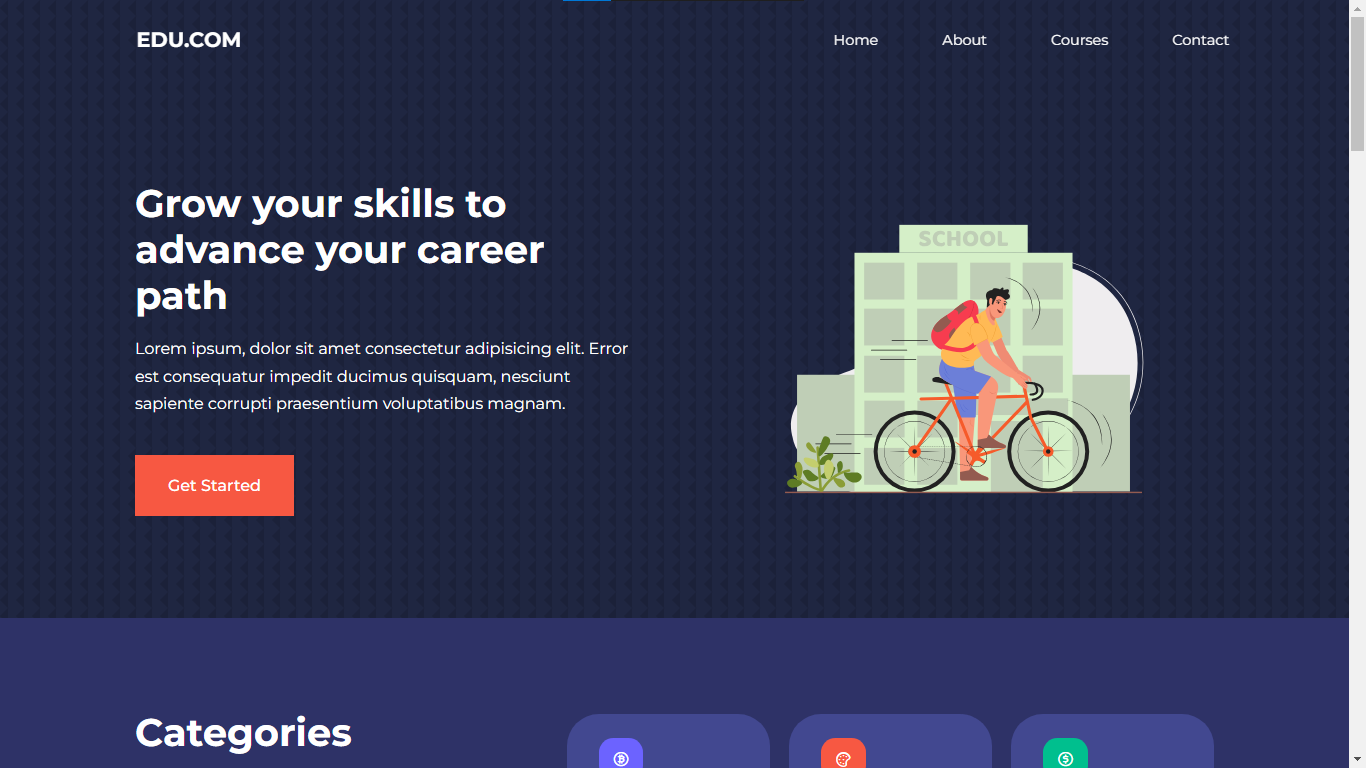 EDU.COM
Home
About
Courses
Contact
Grow your skills to
advance your career
path
Lorem ipsum, dolor sit amet consectetur adipisicing elit. Error
est consequatur impedit ducimus quisquam, nesciunt
sapiente corrupti praesentium voluptatibus magnam.
Get Started
SCHOOL
Categories